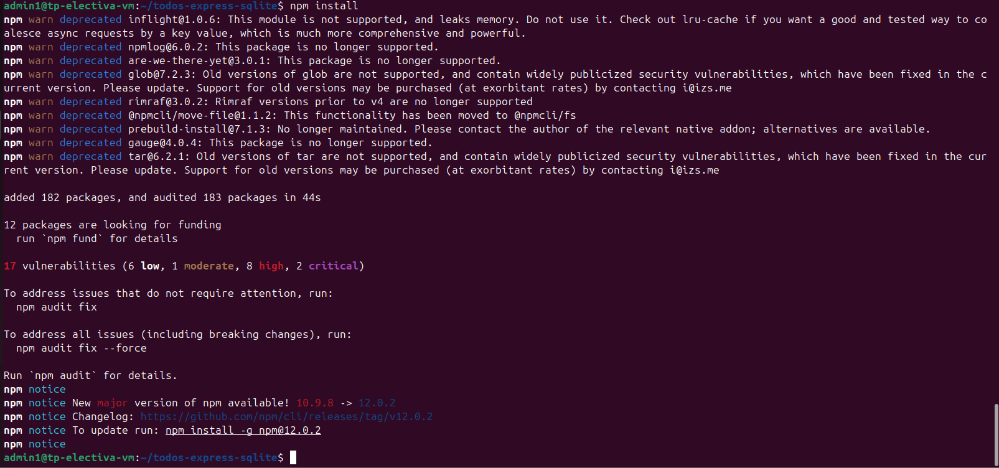 admin1@tp-electiva-vm:~/todos-express-sqlite$ npm install
npm warn deprecated inflight@1.0.6: This module is not supported, and leaks memory. Do not use it. Check out lru-cache if you want a good and tested way to co
alesce async requests by a key value, which is much more comprehensive and powerful.
npm warn deprecated npmlog@6.0.2: This package is no longer supported.
npm warn deprecated are-we-there-yet@3.0.1: This package is no longer supported.
npm warn deprecated glob@7.2.3: Old versions of glob are not supported, and contain widely publicized security vulnerabilities, which have been fixed in the c
urrent version. Please update. Support for old versions may be purchased (at exorbitant rates) by contacting i@izs.me
npm warn deprecated rimraf@3.0.2: Rimraf versions prior to v4 are no longer supported
npm warn deprecated @npmcli/move-file@1.1.2: This functionality has been moved to @npmcli/fs
npm warn deprecated prebuild-install@7.1.3: No longer maintained. Please contact the author of the relevant native addon; alternatives are available.
npm warn deprecated gauge@4.0.4: This package is no longer supported.
npm warn deprecated tar@6.2.1: Old versions of tar are not supported, and contain widely publicized security vulnerabilities, which have been fixed in the cur
rent version. Please update. Support for old versions may be purchased (at exorbitant rates) by contacting i@izs.me
added 182 packages, and audited 183 packages in 44s
12 packages are looking for funding
  run `npm fund` for details
17 vulnerabilities (6 low, 1 moderate, 8 high, 2 critical)
To address issues that do not require attention, run:
  npm audit fix
To address all issues (including breaking changes), run:
  npm audit fix --force
Run `npm audit` for details.
npm notice
npm notice New major version of npm available! 10.9.8 -> 12.0.2
npm notice Changelog: https://github.com/npm/cli/releases/tag/v12.0.2
npm notice To update run: npm install -g npm@12.0.2
npm notice
admin1@tp-electiva-vm:~/todos-express-sqlite$